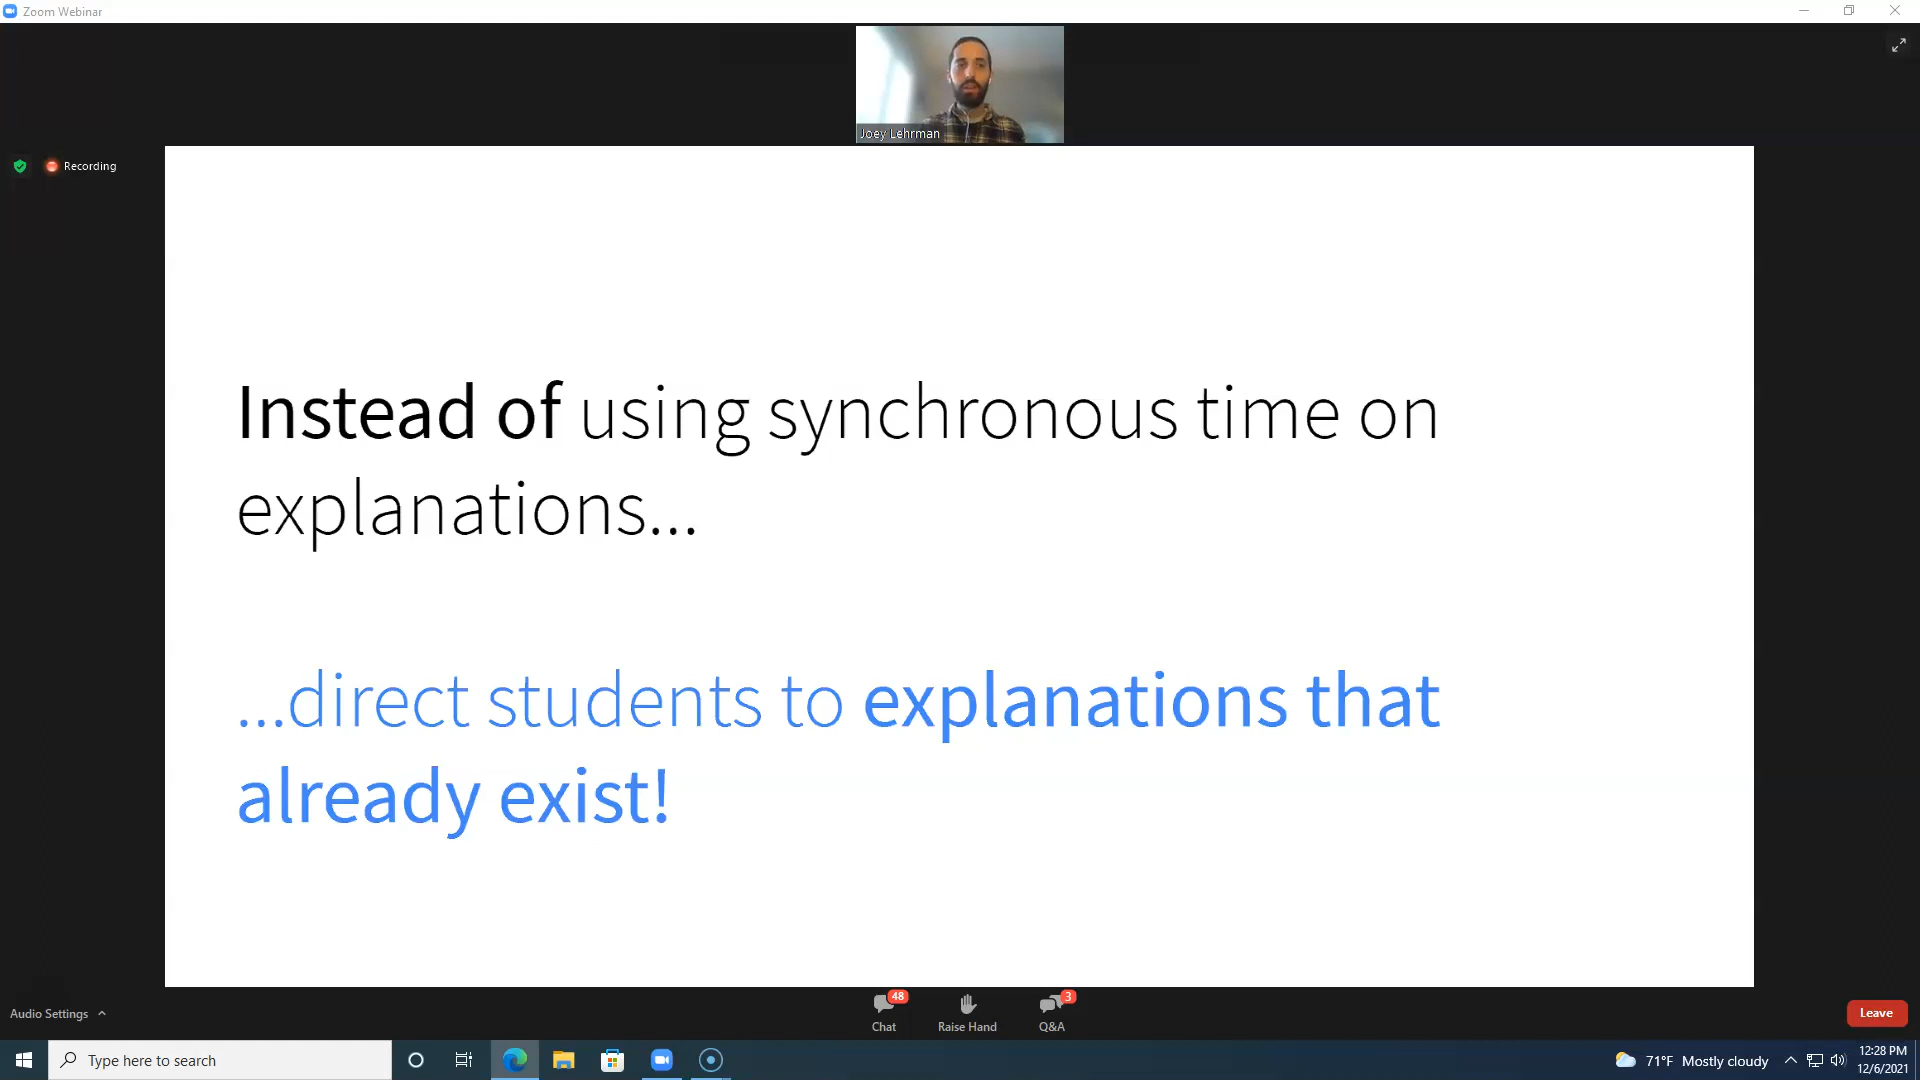 Zoom Webinar
Joey Lehrman
Recording
Instead of using synchronous time on
explanations...
...direct students to explanations that
already exist!
Audio Settings
48
Chat
Raise Hand
3
Q&A
Leave
Type here to search
71°F Mostly cloudy
12:28 PM
12/6/2021